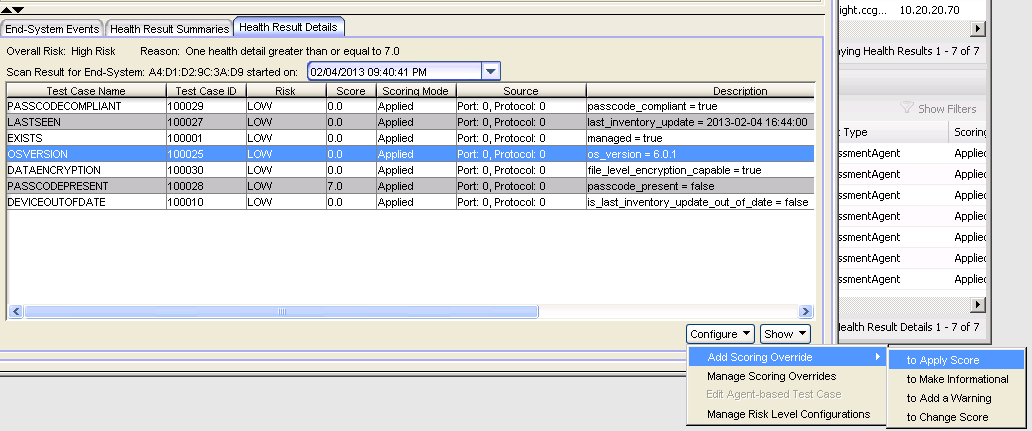 ight.ccg... 10.20.20.70
End-System Events Health Result Summaries Health Result Details
Overall Risk: High Risk Reason: One health detail greater than or equal to 7.0
aying Health Results 1 - 7 of 7
Scan Result for End-System: A4:D1:D2:9C:3A:D9 started on: 02/04/2013 09:40:41 PM
Test Case Name Test Case ID Risk Score Scoring Mode Source Description
PASSCODECOMPLIANT 100029 LOW 0.0 Applied Port: 0, Protocol: 0 passcode_compliant = true
LASTSEEN 100027 LOW 0.0 Applied Port: 0, Protocol: 0 last_inventory_update = 2013-02-04 16:44:00
EXISTS 100001 LOW 0.0 Applied Port: 0, Protocol: 0 managed = true
OSVERSION 100025 LOW 0.0 Applied Port: 0, Protocol: 0 os_version = 6.0.1
DATAENCRYPTION 100030 LOW 0.0 Applied Port: 0, Protocol: 0 file_level_encryption_capable = true
PASSCODEPRESENT 100028 LOW 7.0 Applied Port: 0, Protocol: 0 passcode_present = false
DEVICEOUTOFDATE 100010 LOW 0.0 Applied Port: 0, Protocol: 0 is_last_inventory_update_out_of_date = false
Show Filters
: Type Scoring
ssmentAgent Applied
ssmentAgent Applied
ssmentAgent Applied
ssmentAgent Applied
ssmentAgent Applied
ssmentAgent Applied
ssmentAgent Applied
Health Result Details 1 - 7 of 7
Configure Show
Add Scoring Override
Manage Scoring Overrides
Edit Agent-based Test Case
Manage Risk Level Configurations
to Apply Score
to Make Informational
to Add a Warning
to Change Score